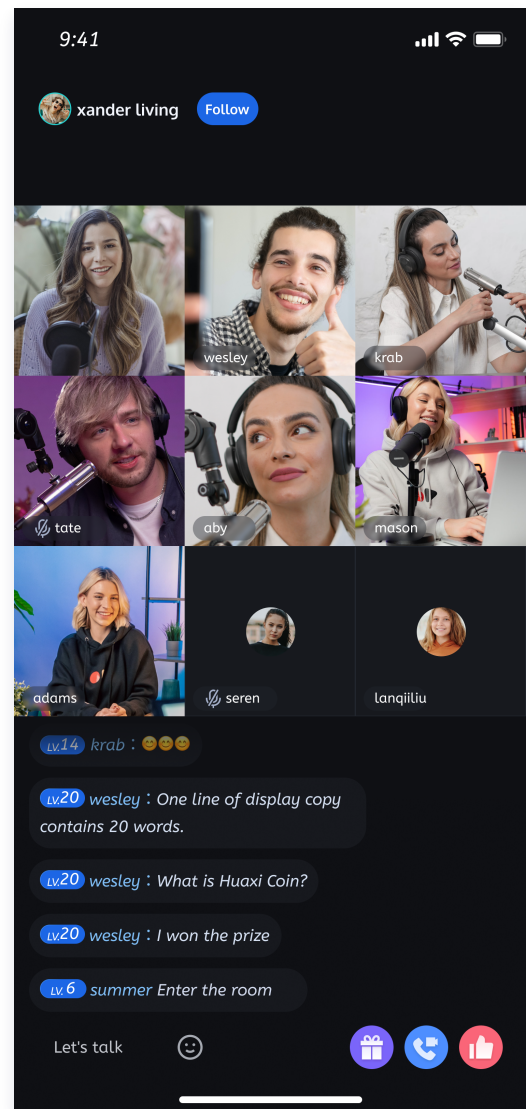 9:41
xander living Follow
wesley krab
tate aby mason
adams seren lanqiiliu
LV.14 krab：😊😊😊
LV.20 wesley：One line of display copy
contains 20 words.
LV.20 wesley：What is Huaxi Coin?
LV.20 wesley：I won the prize
LV.6 summer Enter the room
Let's talk